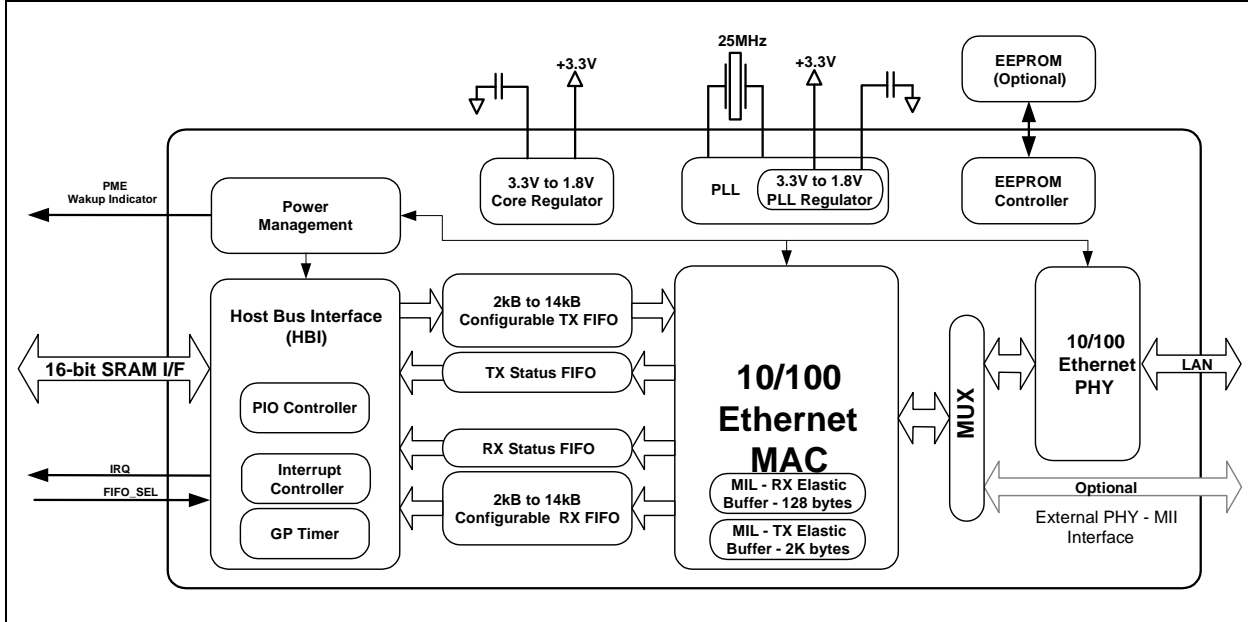 25MHz
+3.3V
+3.3V
EEPROM
(Optional)
3.3V to 1.8V
Core Regulator
PLL
3.3V to 1.8V
PLL Regulator
EEPROM
Controller
PME
Wakup Indicator
Power
Management
Host Bus Interface
(HBI)
2kB to 14kB
Configurable TX FIFO
16-bit SRAM I/F
TX Status FIFO
PIO Controller
RX Status FIFO
IRQ
FIFO_SEL
Interrupt
Controller
2kB to 14kB
Configurable RX FIFO
GP Timer
10/100
Ethernet
MAC
MIL - RX Elastic
Buffer - 128 bytes
MIL - TX Elastic
Buffer - 2K bytes
MUX
10/100
Ethernet
PHY
LAN
Optional
External PHY - MII
Interface